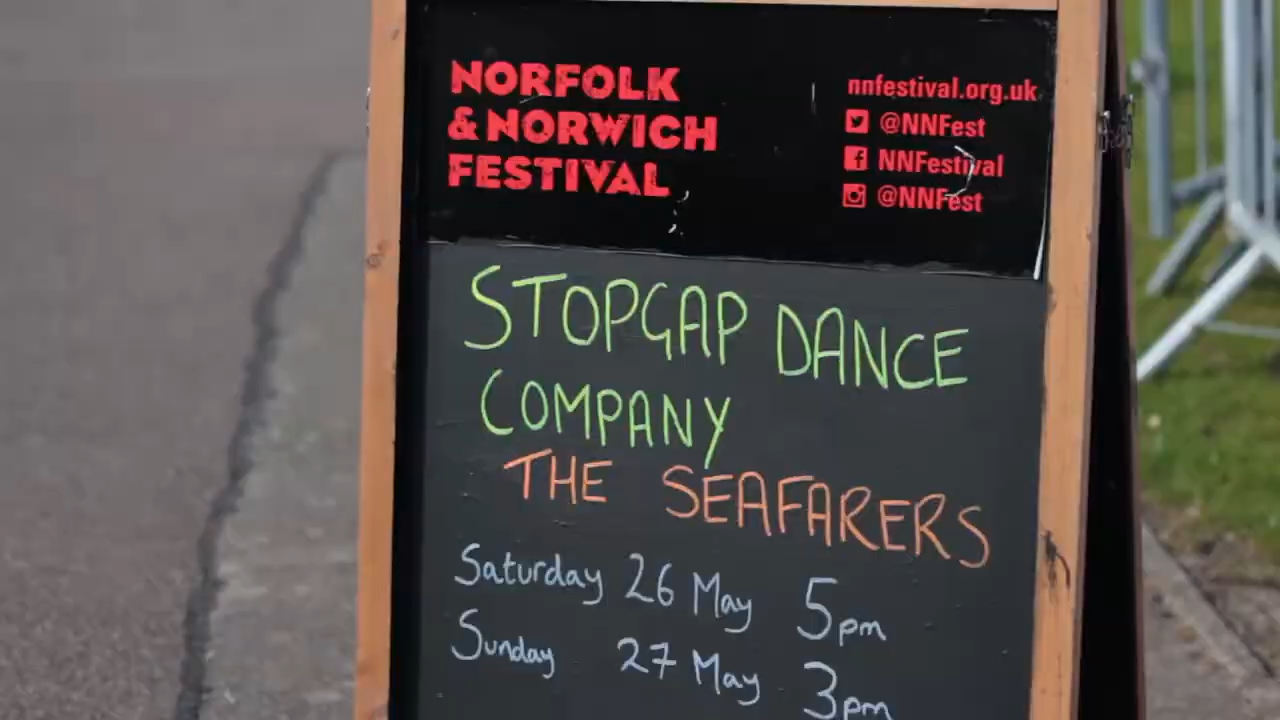 NORFOLK
& NORWICH
FESTIVAL
nnfestival.org.uk
@NNFest
NNFestival
@NNFest
STOPGAP DANCE
COMPANY
THE SEAFARERS
Saturday 26 May 5pm
Sunday 27 May 3pm